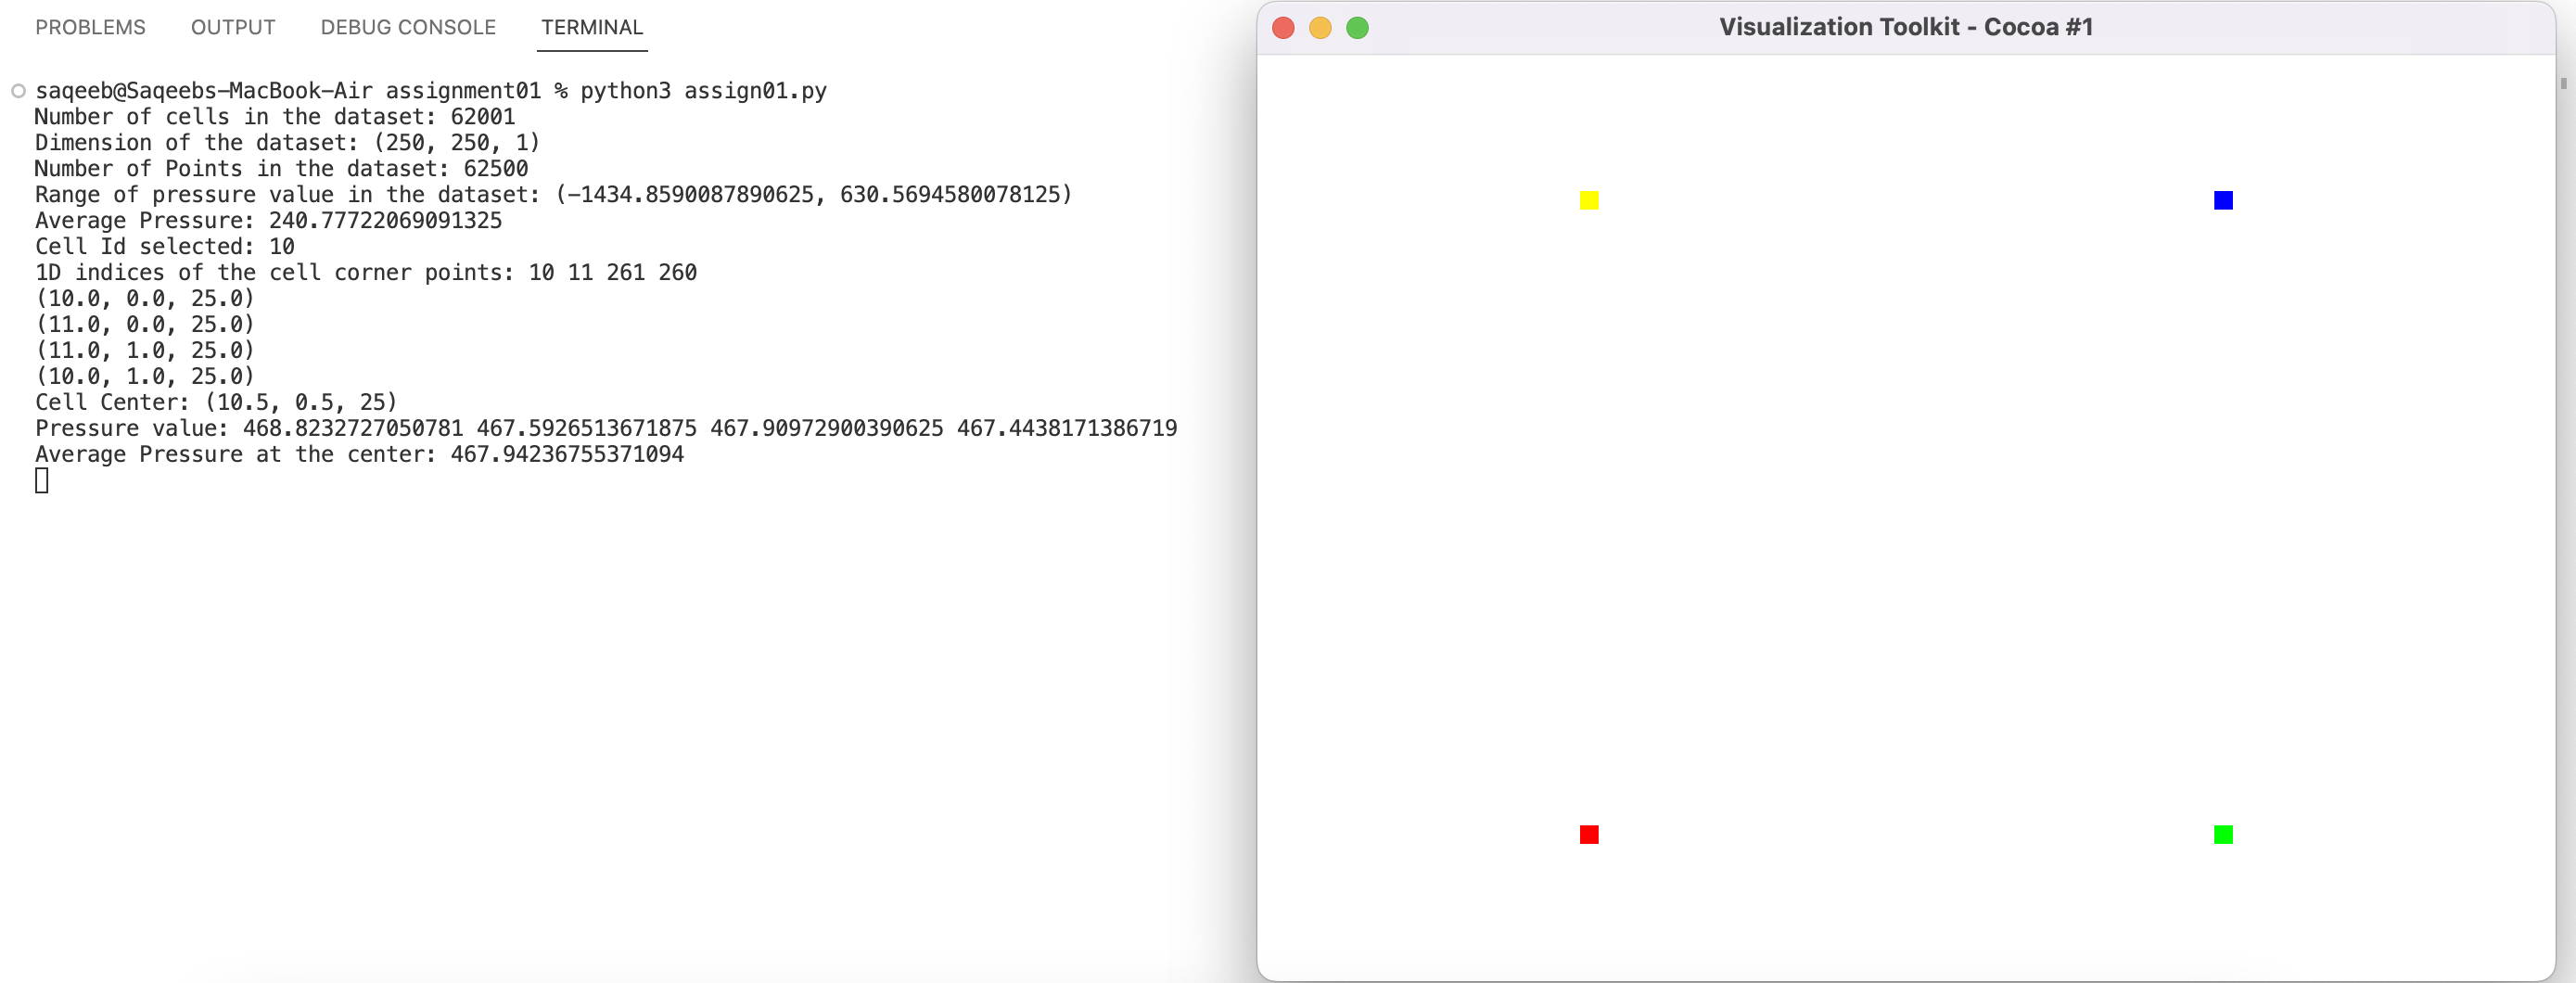 PROBLEMS OUTPUT DEBUG CONSOLE TERMINAL
saqeeb@Saqeebs-MacBook-Air assignment01 % python3 assign01.py
Number of cells in the dataset: 62001
Dimension of the dataset: (250, 250, 1)
Number of Points in the dataset: 62500
Range of pressure value in the dataset: (-1434.8590087890625, 630.5694580078125)
Average Pressure: 240.77722069091325
Cell Id selected: 10
1D indices of the cell corner points: 10 11 261 260
(10.0, 0.0, 25.0)
(11.0, 0.0, 25.0)
(11.0, 1.0, 25.0)
(10.0, 1.0, 25.0)
Cell Center: (10.5, 0.5, 25)
Pressure value: 468.8232727050781 467.5926513671875 467.90972900390625 467.4438171386719
Average Pressure at the center: 467.94236755371094
Visualization Toolkit - Cocoa #1